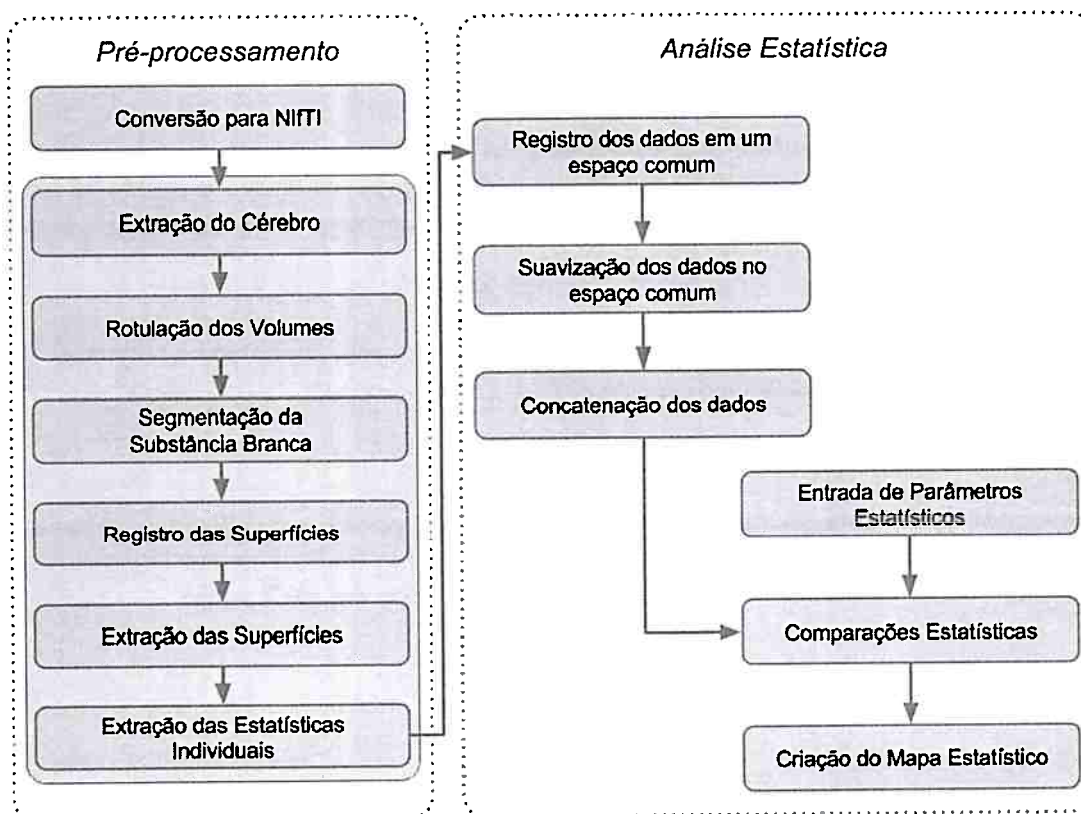 Pré-processamento
Conversão para NIfTI
Extração do Cérebro
Rotulação dos Volumes
Segmentação da
Substância Branca
Registro das Superfícies
Extração das Superfícies
Extração das Estatísticas
Individuais
Análise Estatística
Registro dos dados em um
espaço comum
Suavização dos dados no
espaço comum
Concatenação dos dados
Entrada de Parâmetros
Estatísticos
Comparações Estatísticas
Criação do Mapa Estatístico